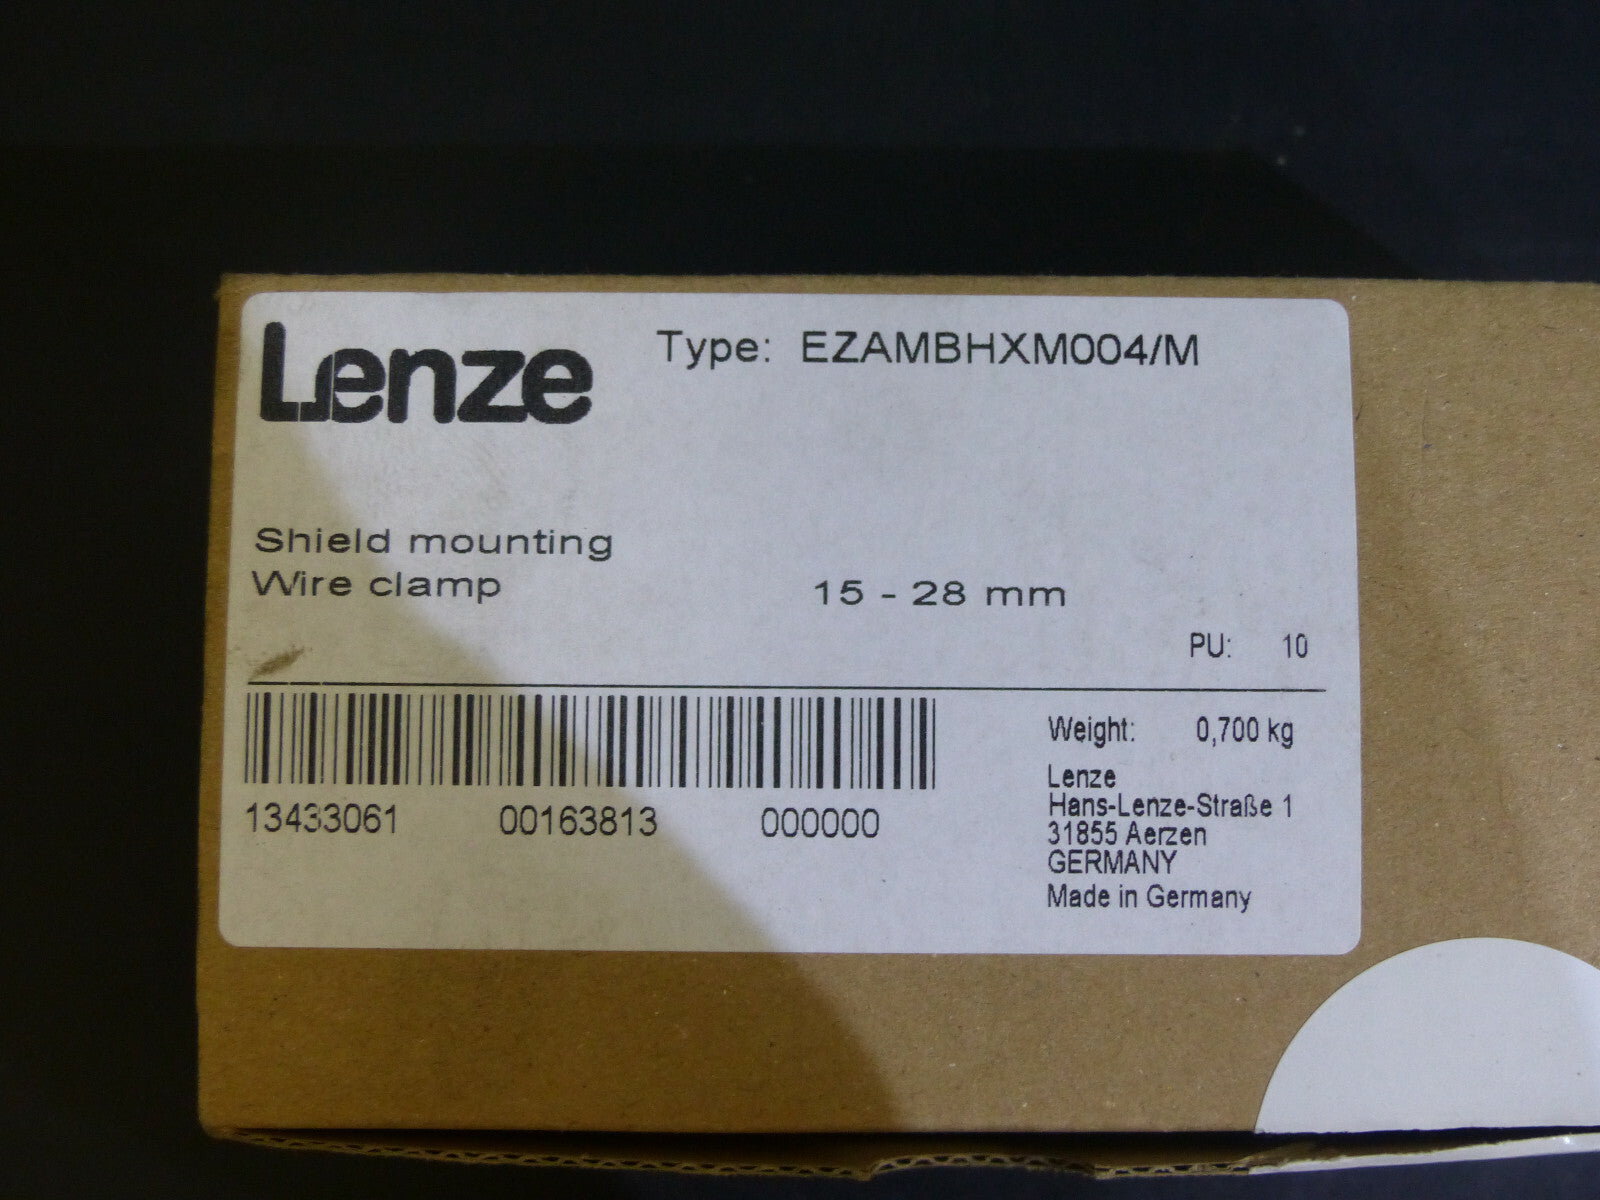 Lenze
Type: EZAMBHXM004/M
Shield mounting
Wire clamp 15 - 28 mm
PU: 10
13433061 00163813 000000
Weight: 0,700 kg
Lenze
Hans-Lenze-Straße 1
31855 Aerzen
GERMANY
Made in Germany